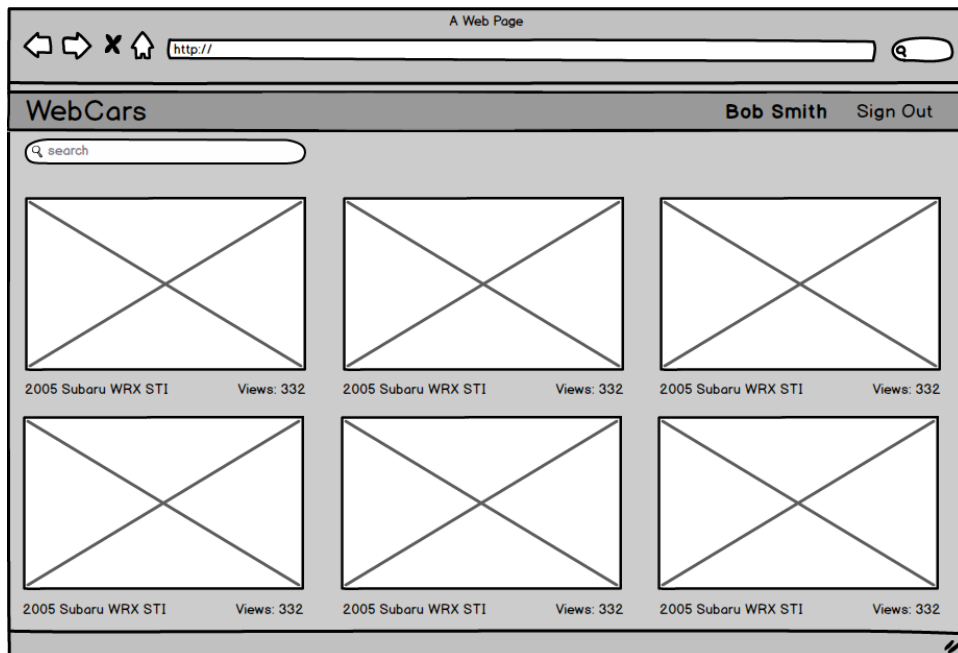 A Web Page
http://
WebCars Bob Smith Sign Out
search
2005 Subaru WRX STI Views: 332 2005 Subaru WRX STI Views: 332 2005 Subaru WRX STI Views: 332
2005 Subaru WRX STI Views: 332 2005 Subaru WRX STI Views: 332 2005 Subaru WRX STI Views: 332